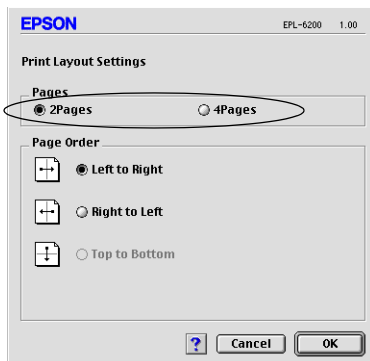 EPSON EPL-6200 1.00
Print Layout Settings
Pages
2Pages 4Pages
Page Order
Left to Right
Right to Left
Top to Bottom
? Cancel OK